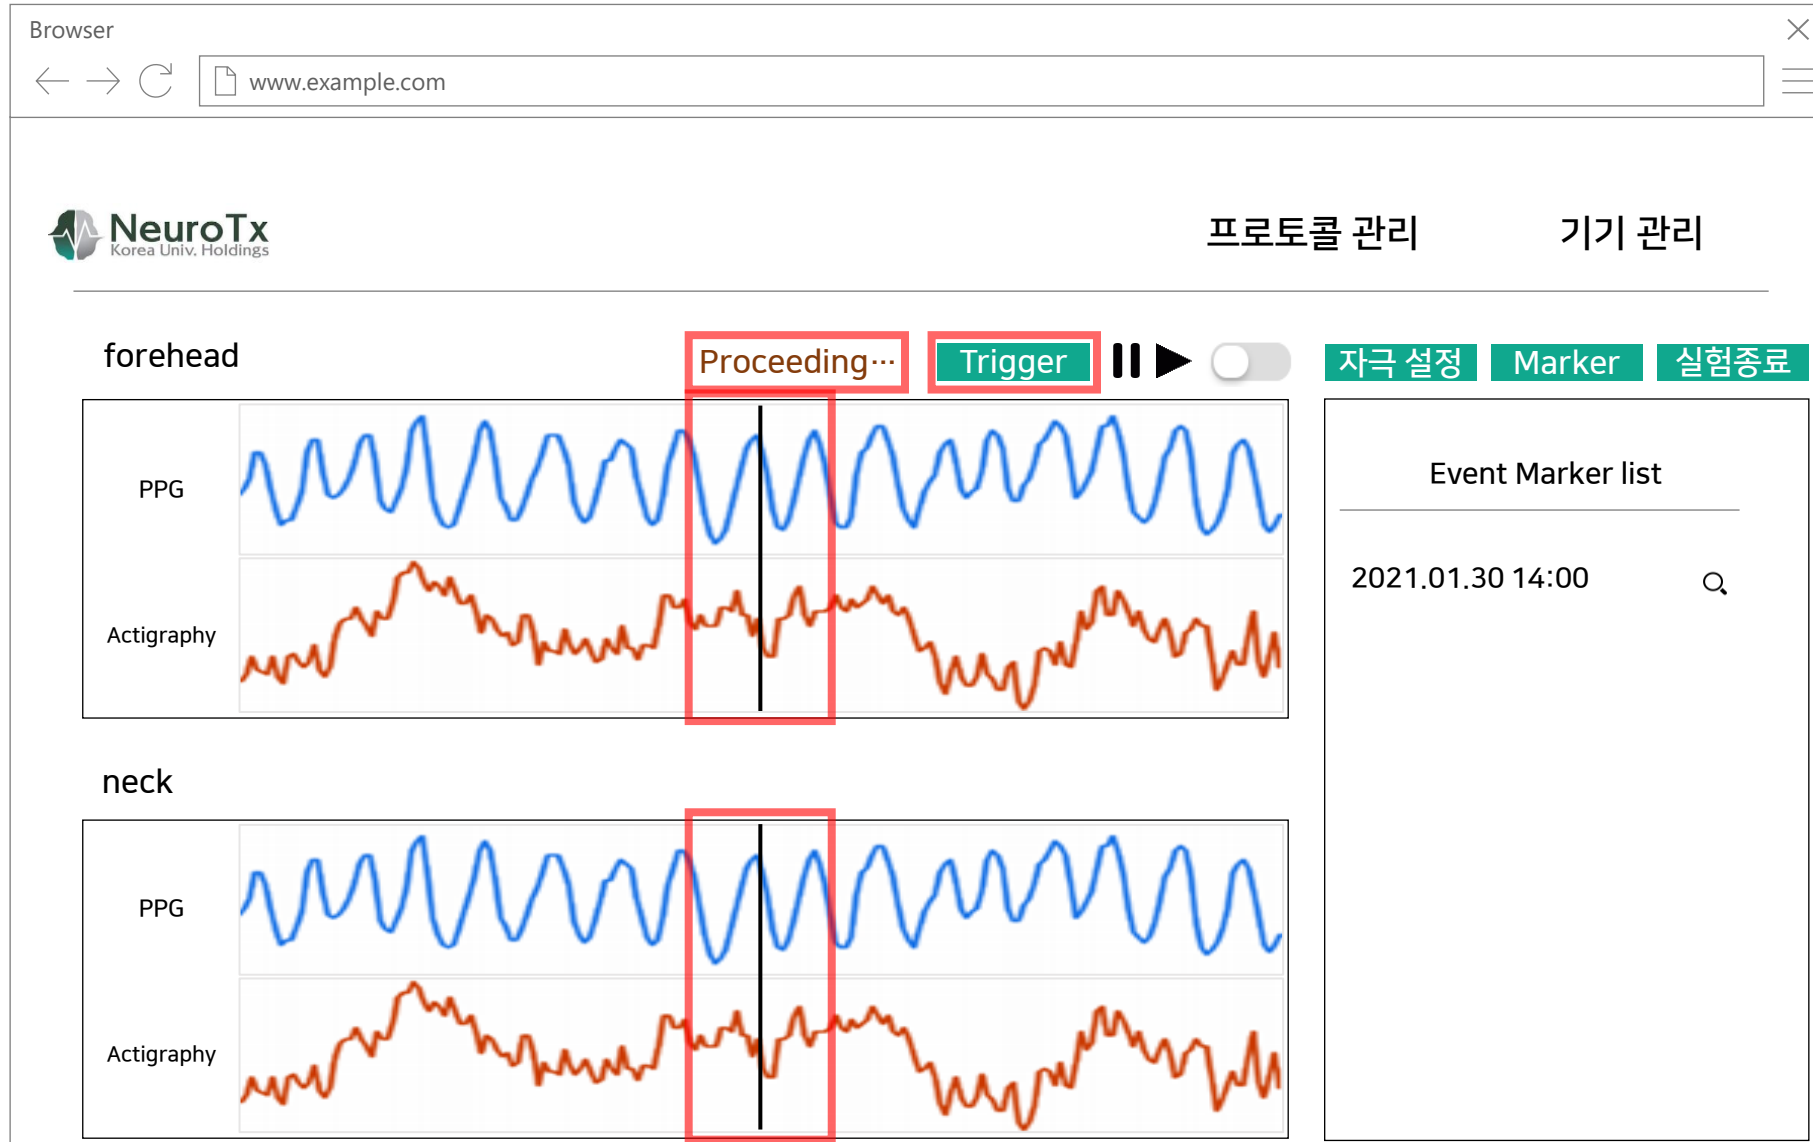 Browser
www.example.com
NeuroTx
Korea Univ. Holdings
프로토콜 관리
기기 관리
forehead
Proceeding…
Trigger
자극 설정
Marker
실험종료
PPG
Actigraphy
Event Marker list
2021.01.30 14:00
neck
PPG
Actigraphy